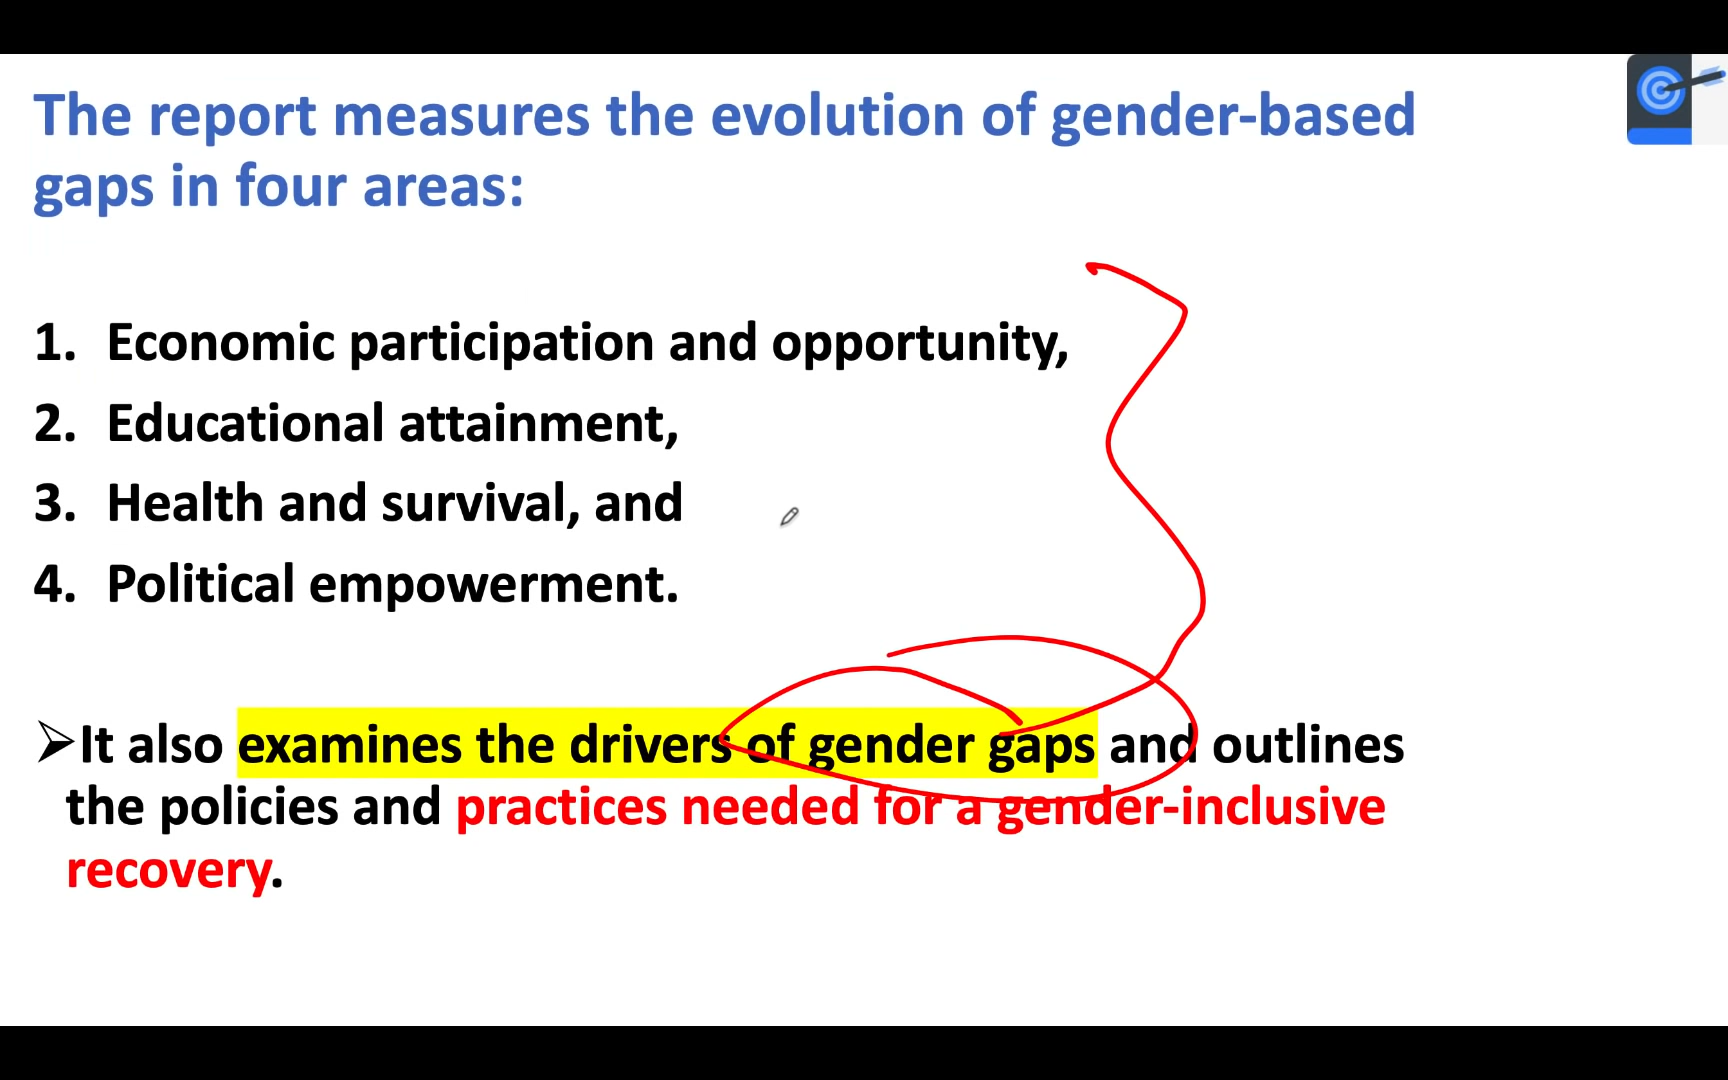 The report measures the evolution of gender-based
gaps in four areas:
1. Economic participation and opportunity,
2. Educational attainment,
3. Health and survival, and
4. Political empowerment.
➢It also examines the drivers of gender gaps and outlines
the policies and practices needed for a gender-inclusive
recovery.